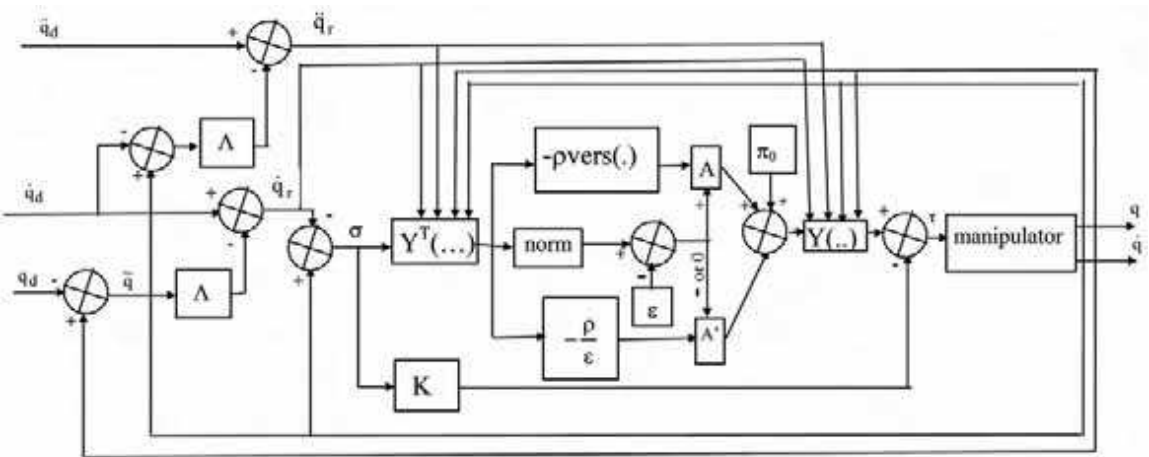 q̈d
+
-
q̈r
-
+
Λ
-ρvers(.)
A
π0
q̇d
+
-
q̇r
-
+
σ
Yᵀ(...)
norm
+
-
ε
+
- or 0
+
+
Y(..)
+
-
τ
manipulator
q
q̇
qd
-
+
q̃
Λ
-ρ/ε
A'
K